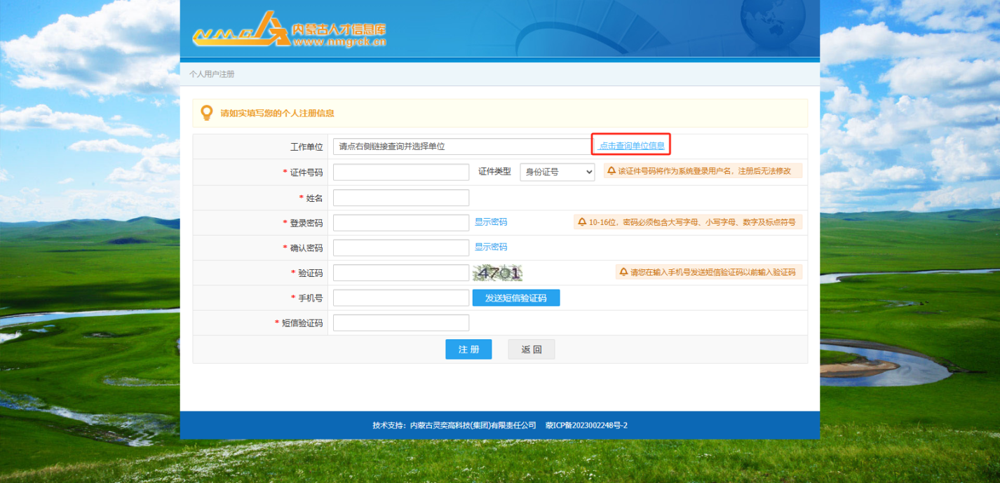 NMG 内蒙古人才信息库
www.nmgrck.cn
个人用户注册
请如实填写您的个人注册信息
工作单位 请点右侧链接查询并选择单位 点击查询单位信息
* 证件号码 证件类型 身份证号 该证件号码将作为系统登录用户名，注册后无法修改
* 姓名
* 登录密码 显示密码 10-16位，密码必须包含大写字母、小写字母、数字及标点符号
* 确认密码 显示密码
* 验证码 4701 请您在输入手机号发送短信验证码以前输入验证码
* 手机号 发送短信验证码
* 短信验证码
注 册 返 回
技术支持：内蒙古灵奕高科技(集团)有限责任公司 蒙ICP备2023002248号-2